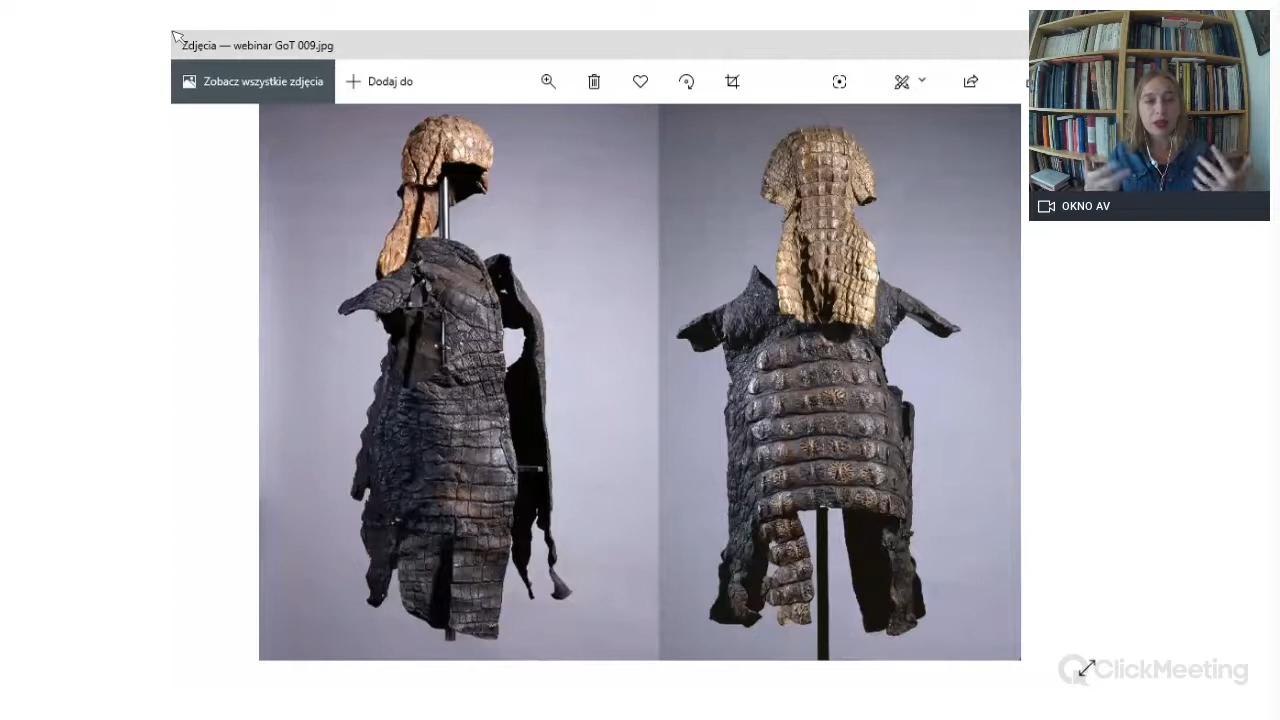 Zdjęcia — webinar GoT 009.jpg
Zobacz wszystkie zdjęcia
Dodaj do
OKNO AV
ClickMeeting